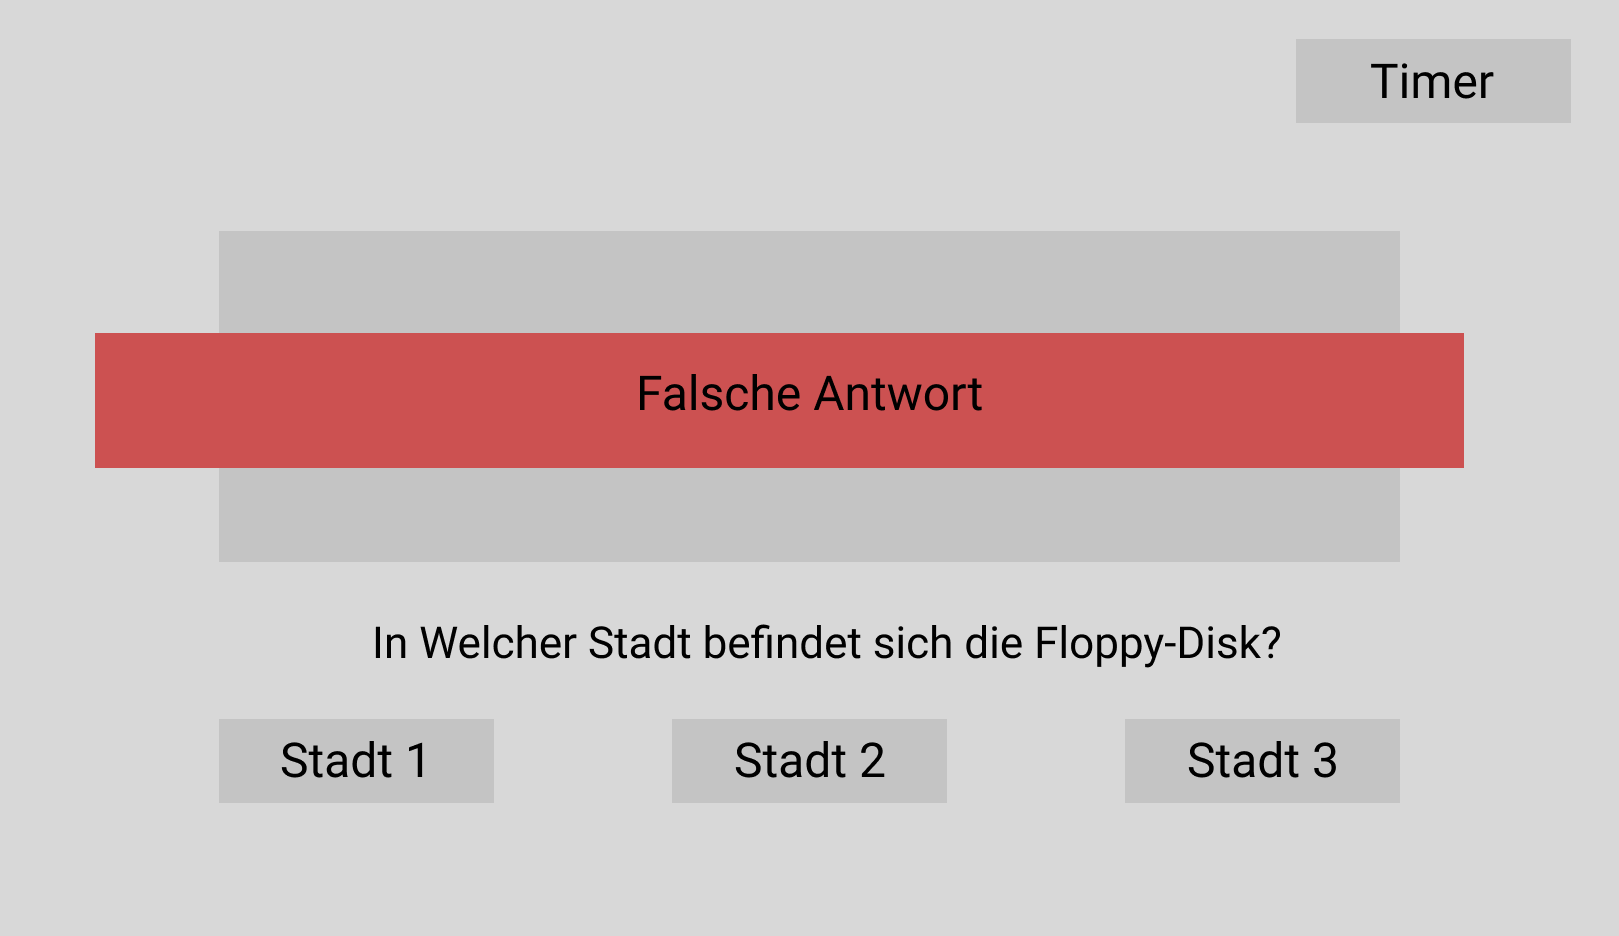 Timer
Falsche Antwort
In Welcher Stadt befindet sich die Floppy-Disk?
Stadt 1
Stadt 2
Stadt 3